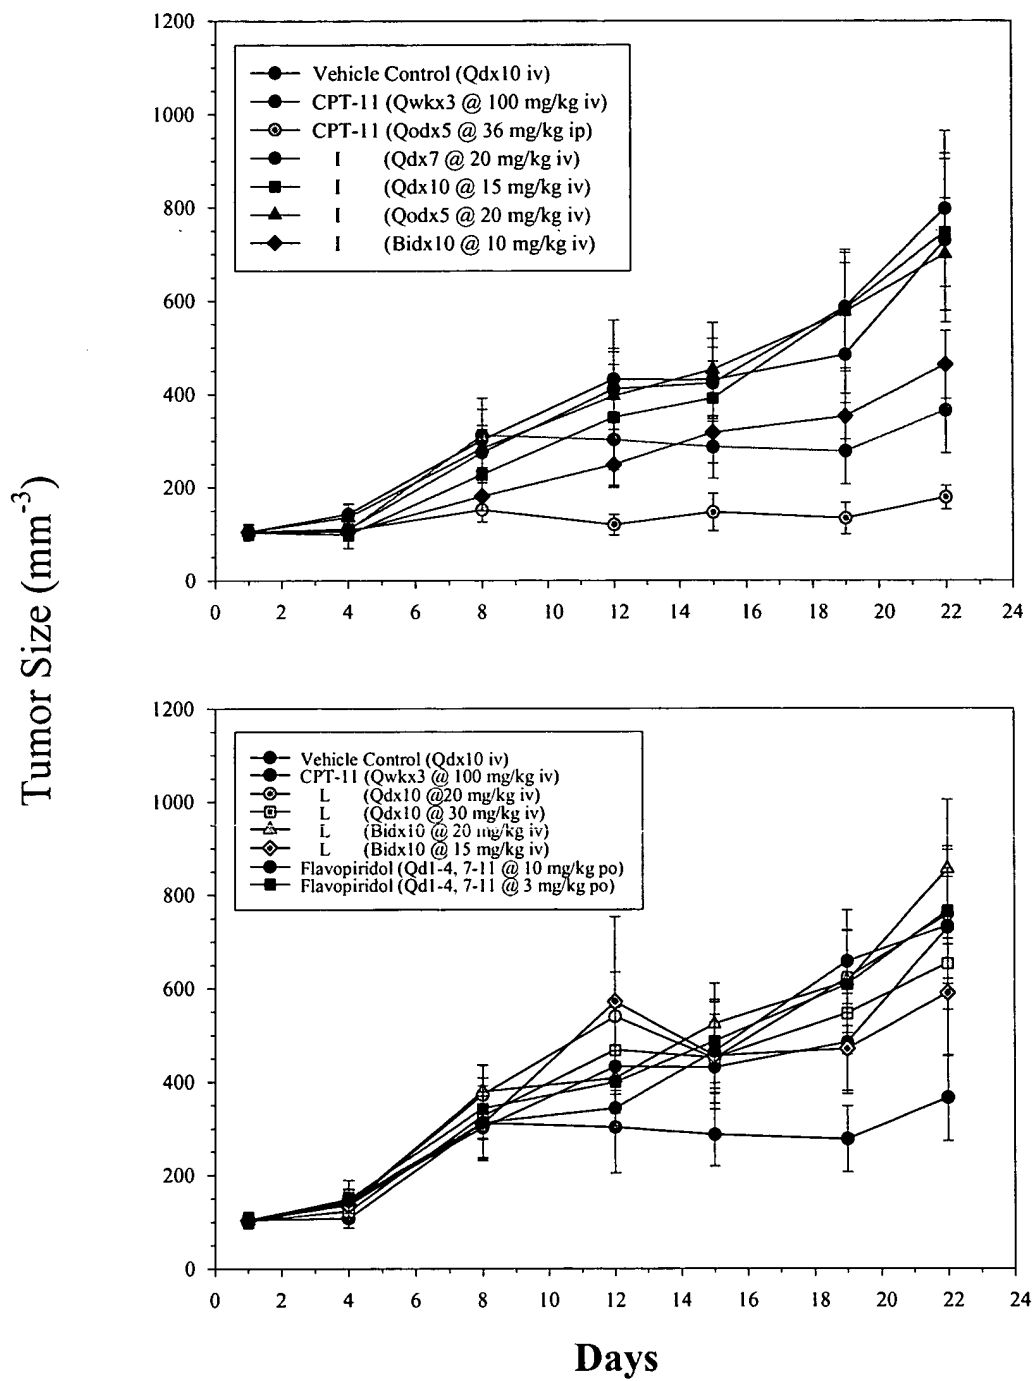 Tumor Size (mm-3)
1200
1000
800
600
400
200
0
Vehicle Control (Qdx10 iv)
CPT-11 (Qwkx3 @ 100 mg/kg iv)
CPT-11 (Qodx5 @ 36 mg/kg ip)
I (Qdx7 @ 20 mg/kg iv)
I (Qdx10 @ 15 mg/kg iv)
I (Qodx5 @ 20 mg/kg iv)
I (Bidx10 @ 10 mg/kg iv)
0 2 4 6 8 10 12 14 16 18 20 22 24
1200
1000
800
600
400
200
0
Vehicle Control (Qdx10 iv)
CPT-11 (Qwkx3 @ 100 mg/kg iv)
L (Qdx10 @20 mg/kg iv)
L (Qdx10 @ 30 mg/kg iv)
L (Bidx10 @ 20 mg/kg iv)
L (Bidx10 @ 15 mg/kg iv)
Flavopiridol (Qd1-4, 7-11 @ 10 mg/kg po)
Flavopiridol (Qd1-4, 7-11 @ 3 mg/kg po)
0 2 4 6 8 10 12 14 16 18 20 22 24
Days